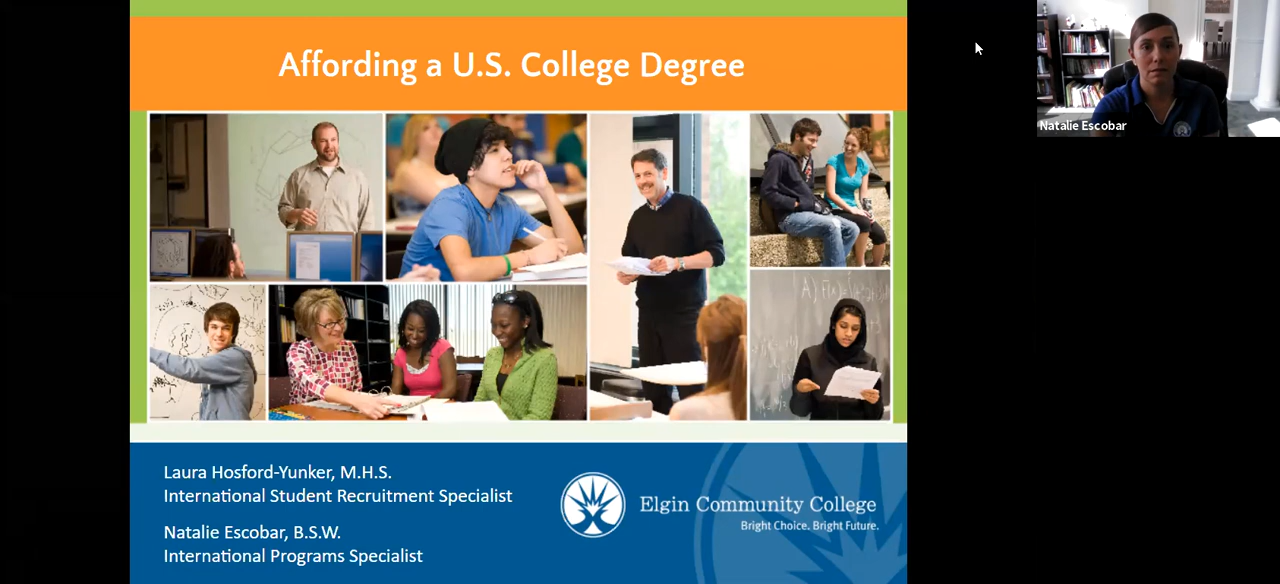 Affording a U.S. College Degree
Natalie Escobar
Laura Hosford-Yunker, M.H.S.
International Student Recruitment Specialist
Natalie Escobar, B.S.W.
International Programs Specialist
Elgin Community College
Bright Choice. Bright Future.